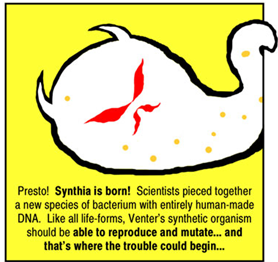 Presto!  Synthia is born!  Scientists pieced together
a new species of bacterium with entirely human-made
DNA.  Like all life-forms, Venter's synthetic organism
should be able to reproduce and mutate... and
that's where the trouble could begin...